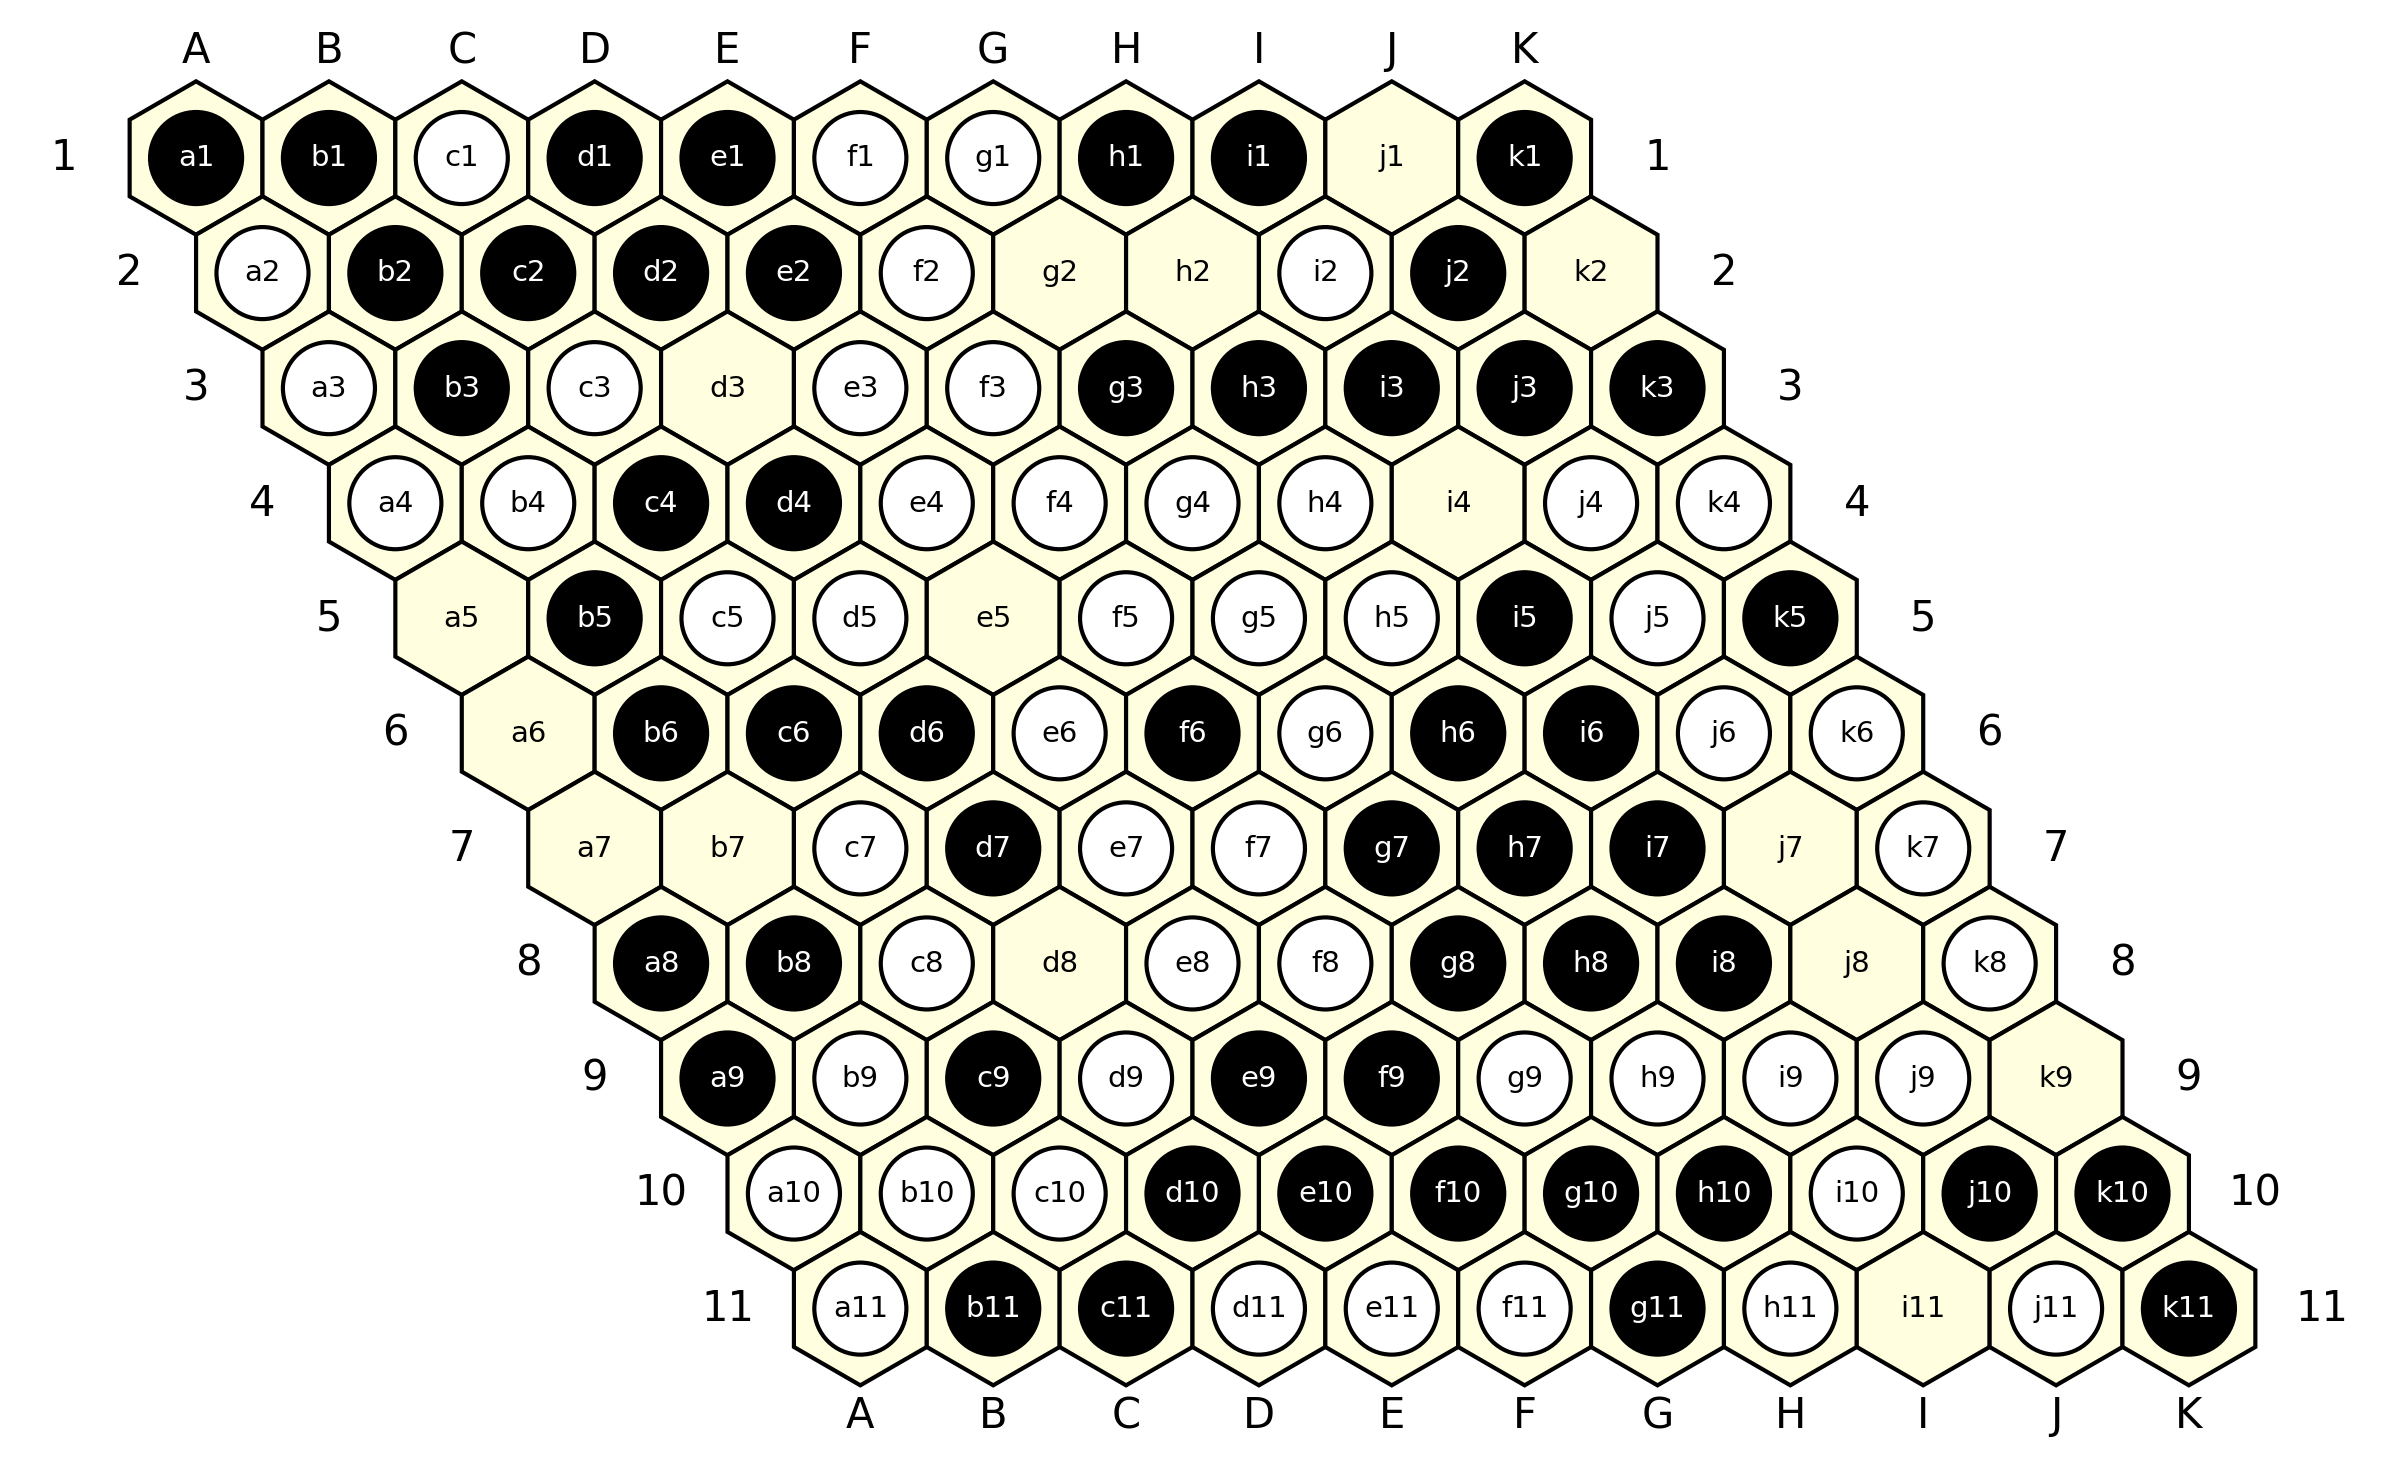 A B C D E F G H I J K
1 a1 b1 c1 d1 e1 f1 g1 h1 i1 j1 k1 1
2 a2 b2 c2 d2 e2 f2 g2 h2 i2 j2 k2 2
3 a3 b3 c3 d3 e3 f3 g3 h3 i3 j3 k3 3
4 a4 b4 c4 d4 e4 f4 g4 h4 i4 j4 k4 4
5 a5 b5 c5 d5 e5 f5 g5 h5 i5 j5 k5 5
6 a6 b6 c6 d6 e6 f6 g6 h6 i6 j6 k6 6
7 a7 b7 c7 d7 e7 f7 g7 h7 i7 j7 k7 7
8 a8 b8 c8 d8 e8 f8 g8 h8 i8 j8 k8 8
9 a9 b9 c9 d9 e9 f9 g9 h9 i9 j9 k9 9
10 a10 b10 c10 d10 e10 f10 g10 h10 i10 j10 k10 10
11 a11 b11 c11 d11 e11 f11 g11 h11 i11 j11 k11 11
A B C D E F G H I J K